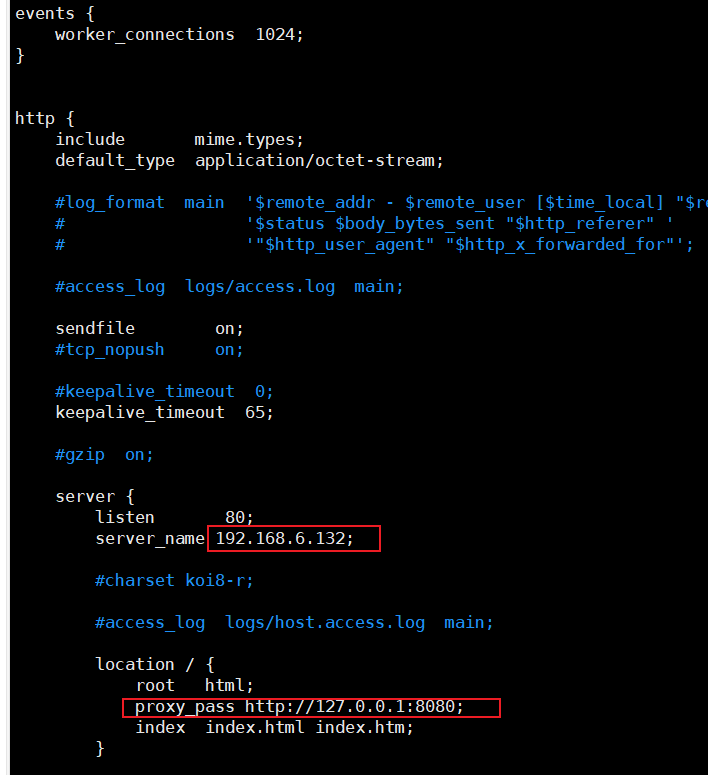 events {
    worker_connections  1024;
}
http {
    include       mime.types;
    default_type  application/octet-stream;
    #log_format  main  '$remote_addr - $remote_user [$time_local] "$re
    #                  '$status $body_bytes_sent "$http_referer" '
    #                  '"$http_user_agent" "$http_x_forwarded_for"';
    #access_log  logs/access.log  main;
    sendfile        on;
    #tcp_nopush     on;
    #keepalive_timeout  0;
    keepalive_timeout  65;
    #gzip  on;
    server {
        listen       80;
        server_name 192.168.6.132;
        #charset koi8-r;
        #access_log  logs/host.access.log  main;
        location / {
            root   html;
            proxy_pass http://127.0.0.1:8080;
            index  index.html index.htm;
        }